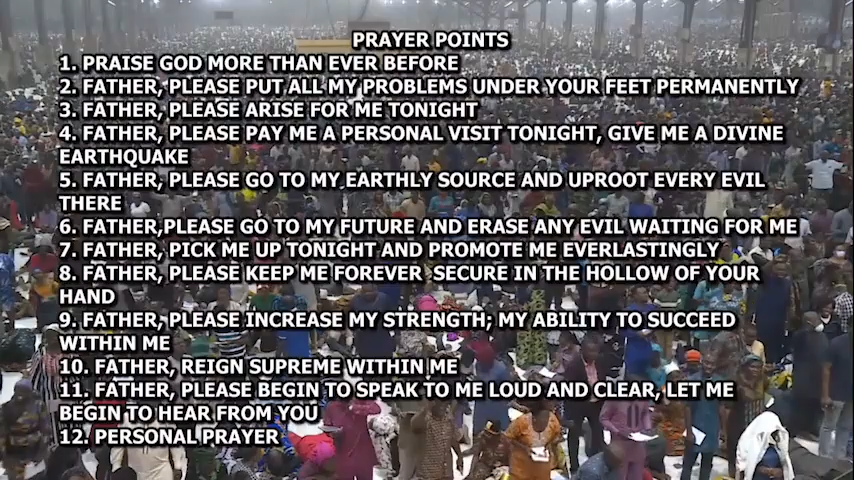 PRAYER POINTS
1. PRAISE GOD MORE THAN EVER BEFORE
2. FATHER, PLEASE PUT ALL MY PROBLEMS UNDER YOUR FEET PERMANENTLY
3. FATHER, PLEASE ARISE FOR ME TONIGHT
4. FATHER, PLEASE PAY ME A PERSONAL VISIT TONIGHT, GIVE ME A DIVINE
EARTHQUAKE
5. FATHER, PLEASE GO TO MY EARTHLY SOURCE AND UPROOT EVERY EVIL
THERE
6. FATHER,PLEASE GO TO MY FUTURE AND ERASE ANY EVIL WAITING FOR ME
7. FATHER, PICK ME UP TONIGHT AND PROMOTE ME EVERLASTINGLY
8. FATHER, PLEASE KEEP ME FOREVER  SECURE IN THE HOLLOW OF YOUR
HAND
9. FATHER, PLEASE INCREASE MY STRENGTH; MY ABILITY TO SUCCEED
WITHIN ME
10. FATHER, REIGN SUPREME WITHIN ME
11. FATHER, PLEASE BEGIN TO SPEAK TO ME LOUD AND CLEAR, LET ME
BEGIN TO HEAR FROM YOU
12. PERSONAL PRAYER